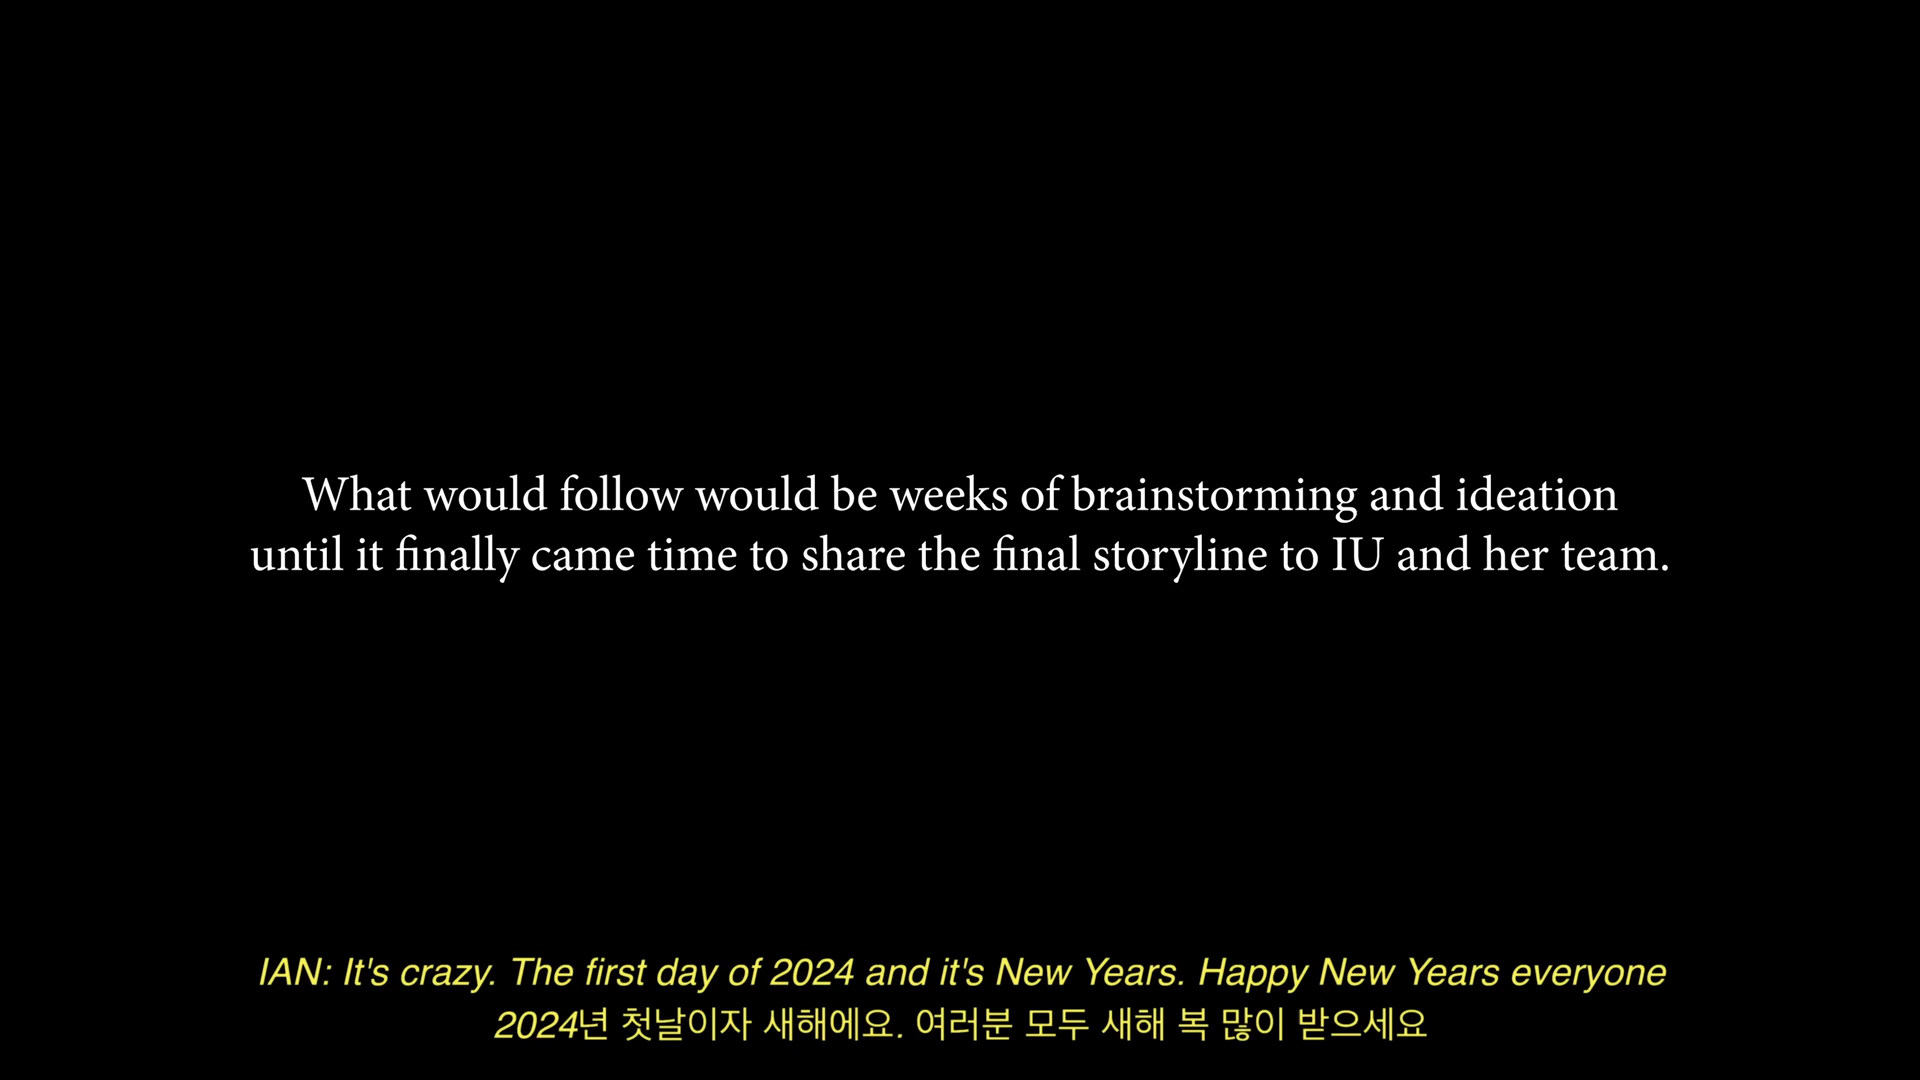 What would follow would be weeks of brainstorming and ideation
until it finally came time to share the final storyline to IU and her team.
IAN: It's crazy. The first day of 2024 and it's New Years. Happy New Years everyone
2024년 첫날이자 새해에요. 여러분 모두 새해 복 많이 받으세요